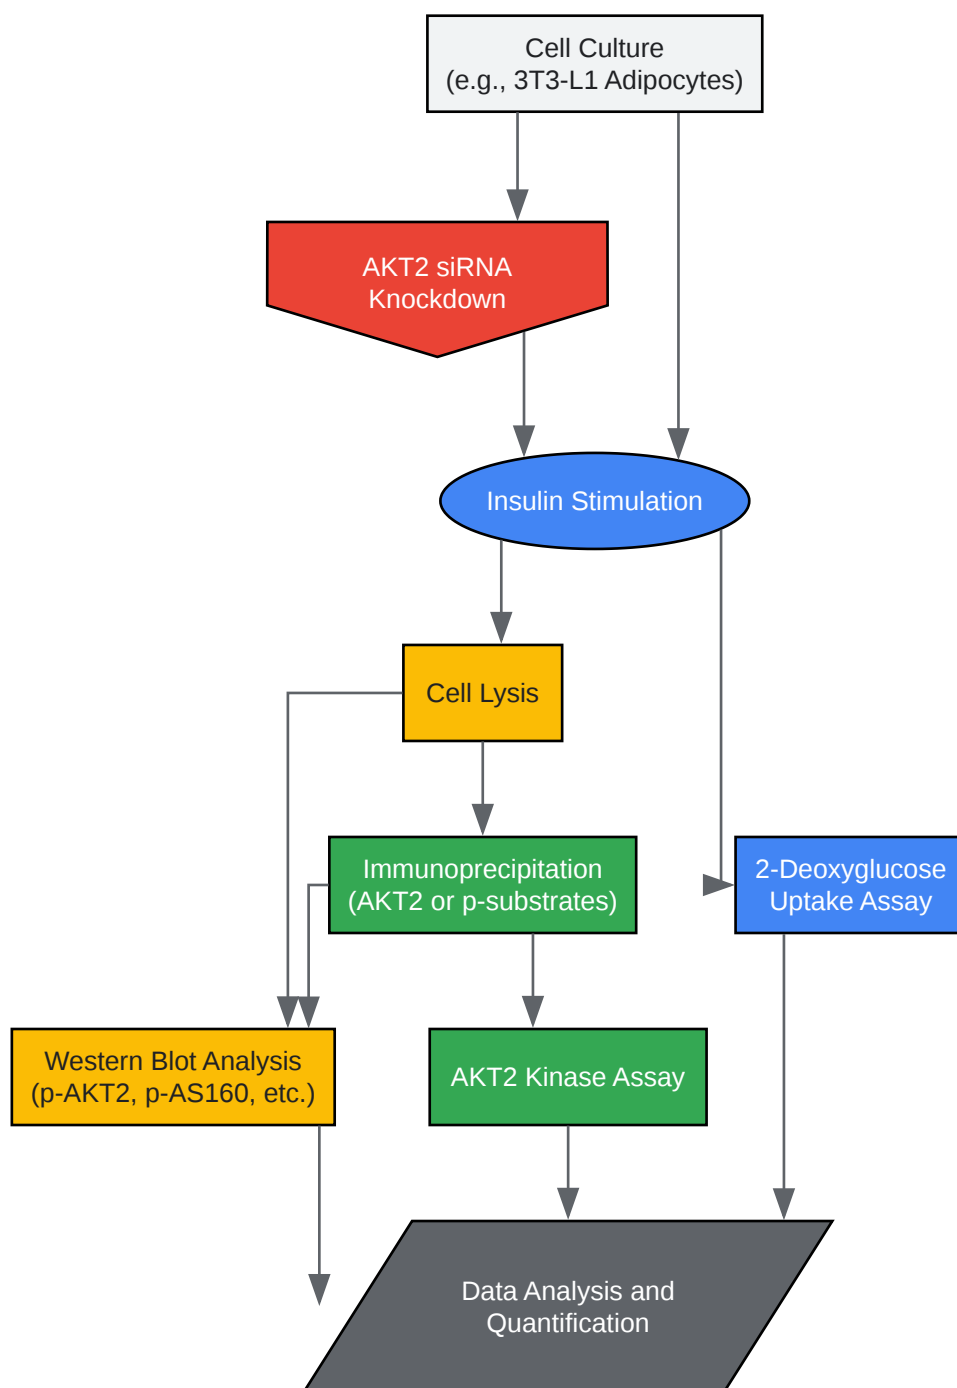 Cell Culture
(e.g., 3T3-L1 Adipocytes)
AKT2 siRNA
Knockdown
Insulin Stimulation
Cell Lysis
Immunoprecipitation
(AKT2 or p-substrates)
2-Deoxyglucose
Uptake Assay
Western Blot Analysis
(p-AKT2, p-AS160, etc.)
AKT2 Kinase Assay
Data Analysis and
Quantification